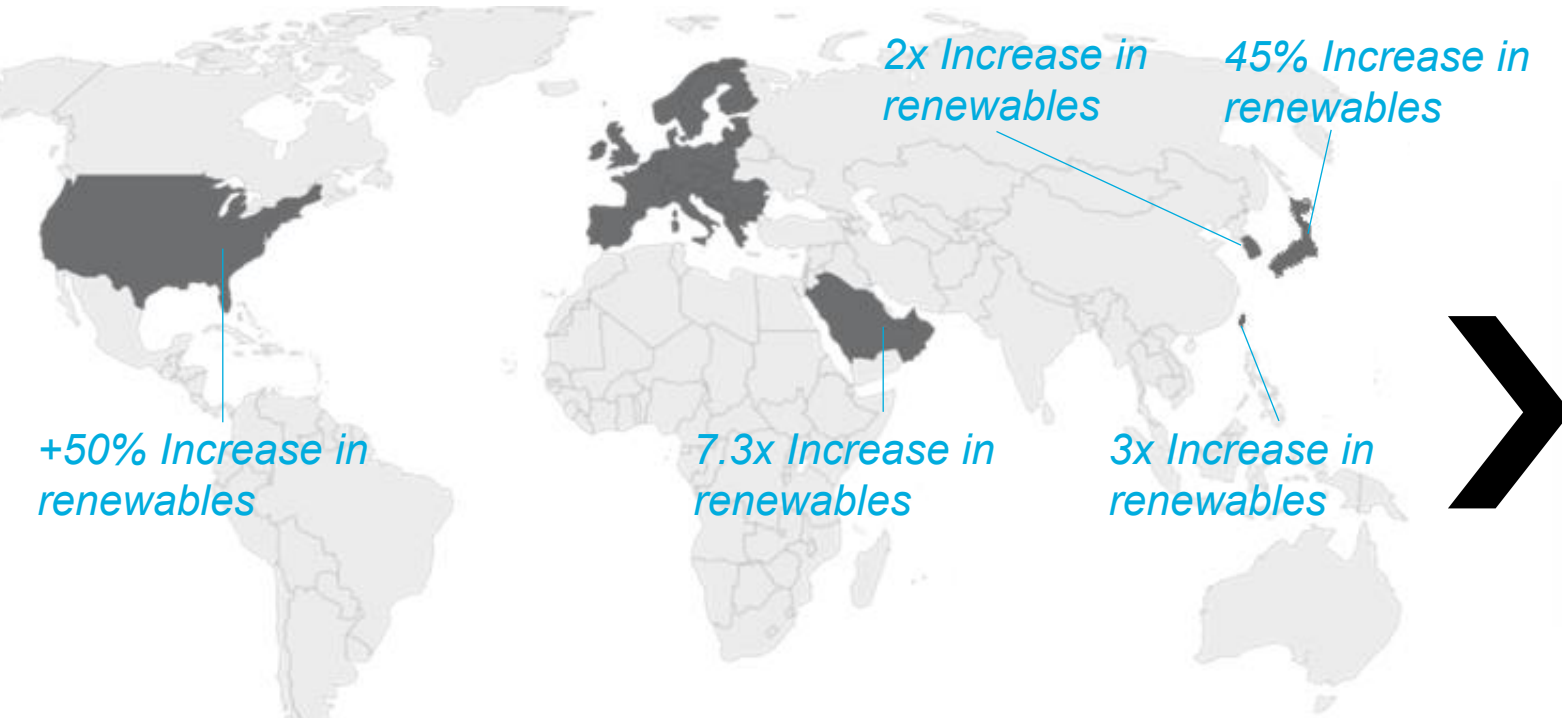 2x Increase in
renewables
45% Increase in
renewables
+50% Increase in
renewables
7.3x Increase in
renewables
3x Increase in
renewables